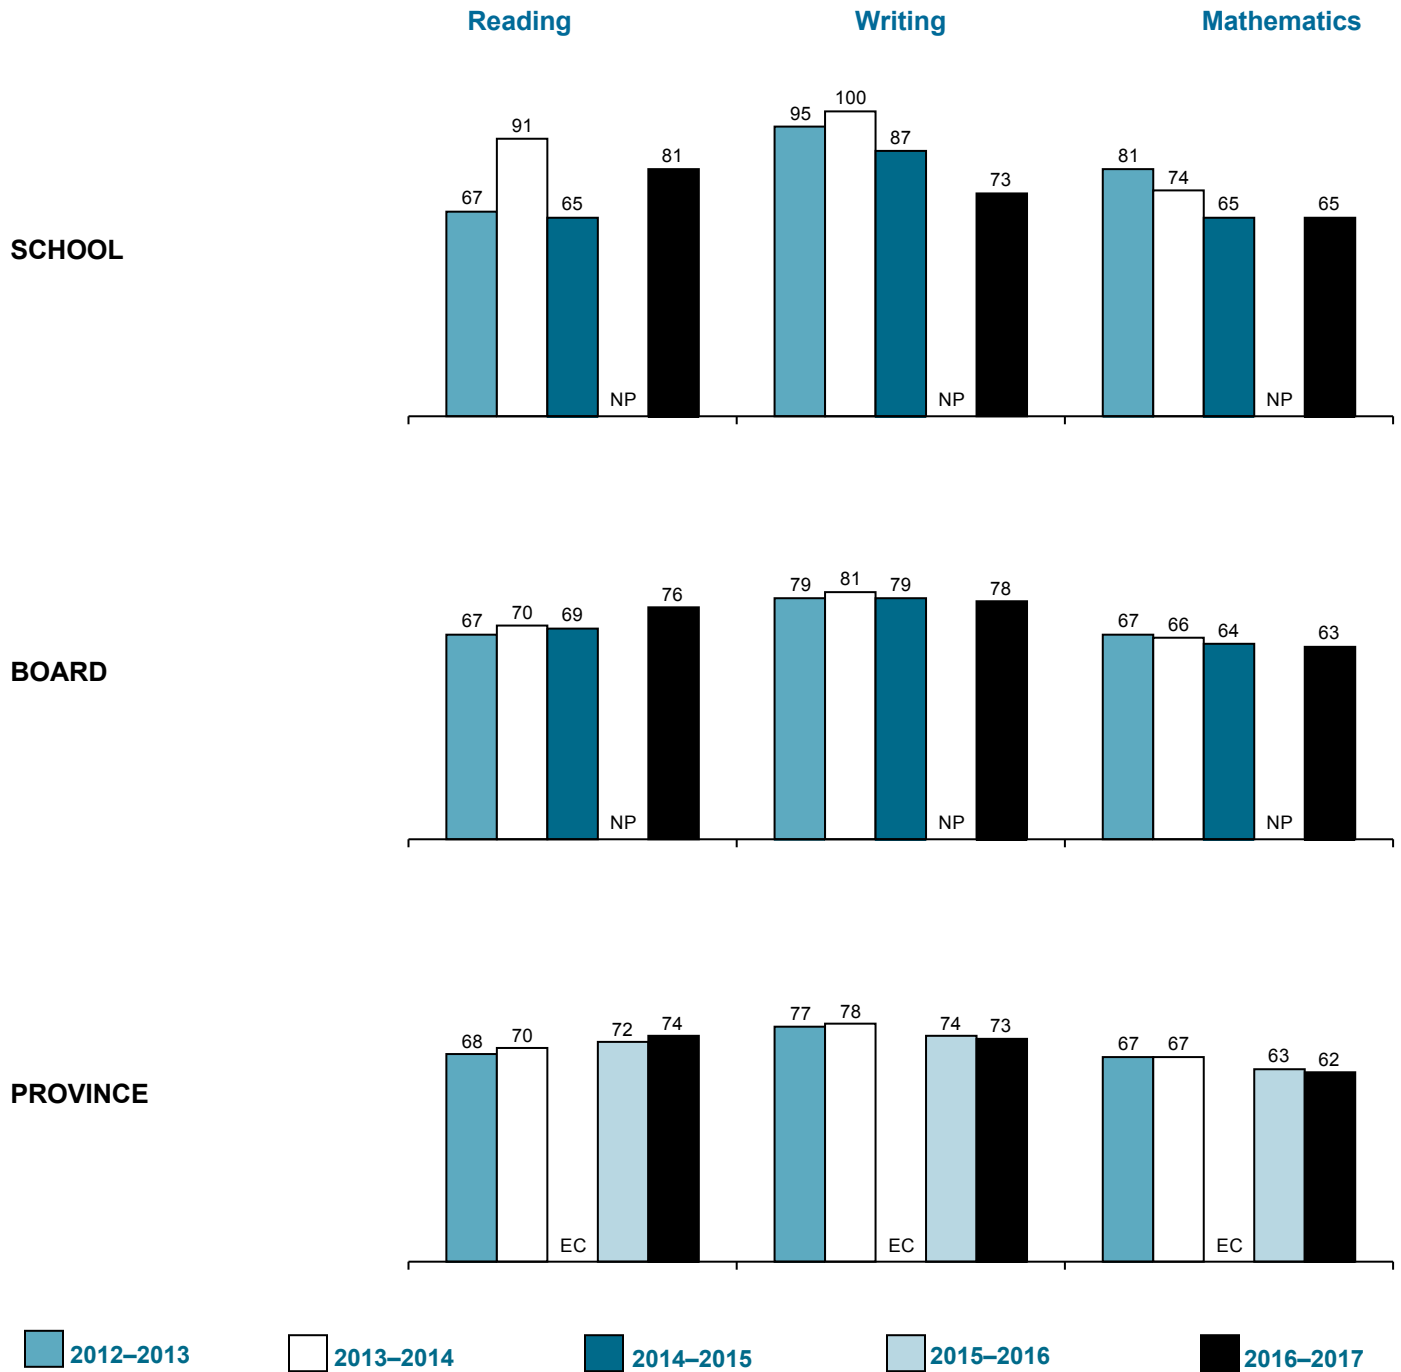 Reading Writing Mathematics
SCHOOL
67 91 65 NP 81 95 100 87 NP 73 81 74 65 NP 65
BOARD
67 70 69 NP 76 79 81 79 NP 78 67 66 64 NP 63
PROVINCE
68 70 EC 72 74 77 78 EC 74 73 67 67 EC 63 62
2012–2013 2013–2014 2014–2015 2015–2016 2016–2017